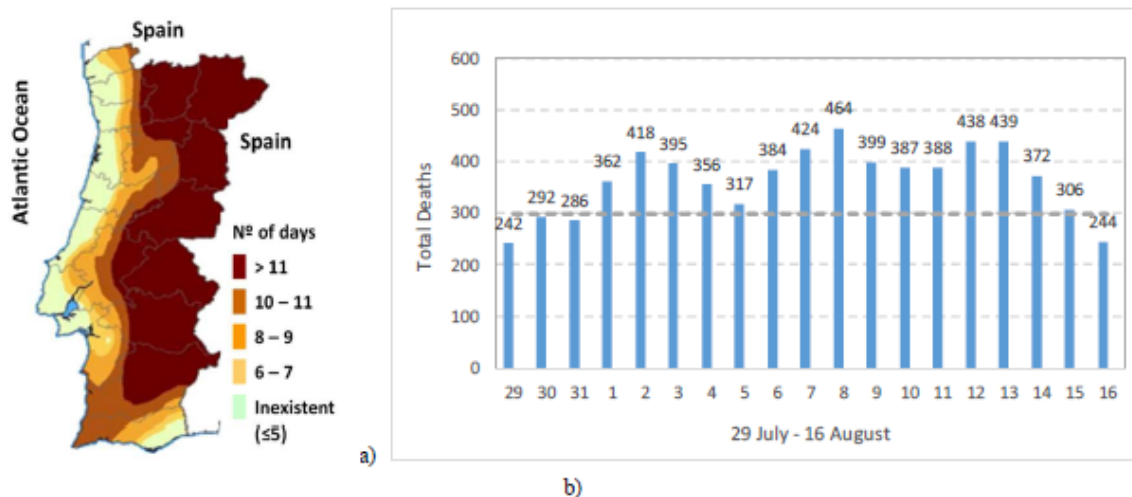 Spain
Atlantic Ocean
Spain
Nº of days
> 11
10 – 11
8 – 9
6 – 7
Inexistent
(≤5)
a)
Total Deaths
600
500
400
300
200
100
0
242
292
286
362
418
395
356
317
384
424
464
399
387
388
438
439
372
306
244
29 30 31 1 2 3 4 5 6 7 8 9 10 11 12 13 14 15 16
29 July - 16 August
b)